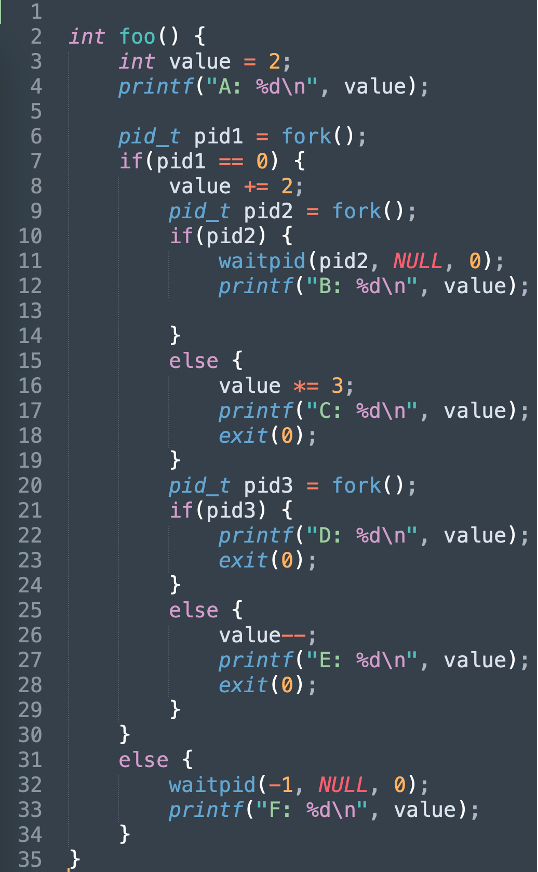 1
2 int foo() {
3 int value = 2;
4 printf("A: %d\n", value);
5
6 pid_t pid1 = fork();
7 if(pid1 == 0) {
8 value += 2;
9 pid_t pid2 = fork();
10 if(pid2) {
11 waitpid(pid2, NULL, 0);
12 printf("B: %d\n", value);
13
14 }
15 else {
16 value *= 3;
17 printf("C: %d\n", value);
18 exit(0);
19 }
20 pid_t pid3 = fork();
21 if(pid3) {
22 printf("D: %d\n", value);
23 exit(0);
24 }
25 else {
26 value--;
27 printf("E: %d\n", value);
28 exit(0);
29 }
30 }
31 else {
32 waitpid(-1, NULL, 0);
33 printf("F: %d\n", value);
34 }
35 }